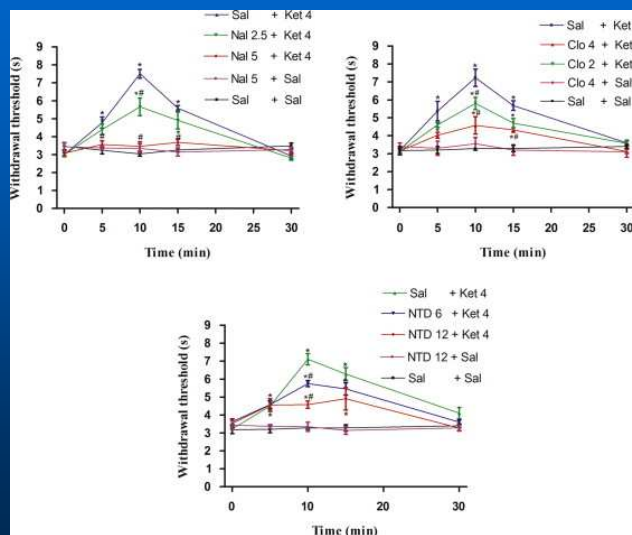 Sal + Ket 4
Nal 2.5 + Ket 4
Nal 5 + Ket 4
Nal 5 + Sal
Sal + Sal
Withdrawal threshold (s)
9
8
7
6
5
4
3
2
1
0
* * *
*# *
# # #
0 5 10 15 20 25 30
Time (min)
Sal + Ket
Clo 4 + Ket
Clo 2 + Ket
Clo 4 + Sal
Sal + Sal
Withdrawal threshold (s)
9
8
7
6
5
4
3
2
1
0
* * *
*# *
*# *#
0 5 10 15 20 25 30
Time (min)
Sal + Ket 4
NTD 6 + Ket 4
NTD 12 + Ket 4
NTD 12 + Sal
Sal + Sal
Withdrawal threshold (s)
9
8
7
6
5
4
3
2
1
0
* * *
*#
*# *
0 5 10 15 20 25 30
Time (min)